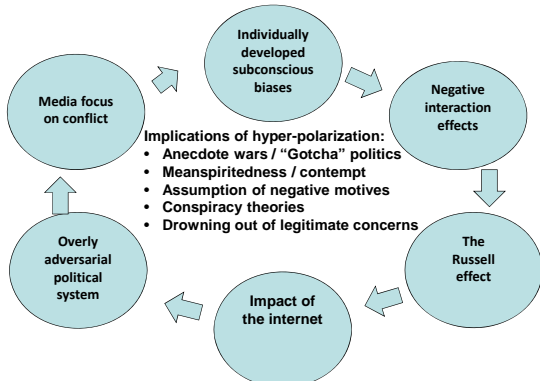 Individually
developed
subconscious
biases
Negative
interaction
effects
The
Russell
effect
Impact of
the internet
Overly
adversarial
political
system
Media focus
on conflict
Implications of hyper-polarization:
• Anecdote wars / “Gotcha” politics
• Meanspiritedness / contempt
• Assumption of negative motives
• Conspiracy theories
• Drowning out of legitimate concerns